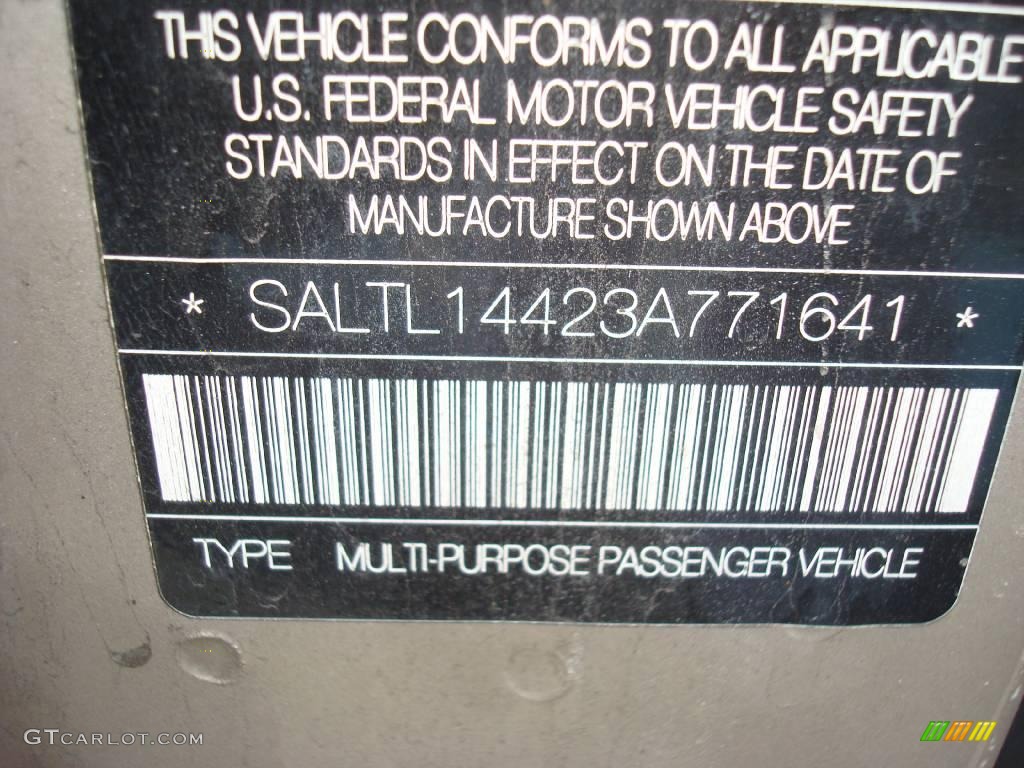 THIS VEHICLE CONFORMS TO ALL APPLICABLE
U.S. FEDERAL MOTOR VEHICLE SAFETY
STANDARDS IN EFFECT ON THE DATE OF
MANUFACTURE SHOWN ABOVE
* SALTL14423A771641 *
TYPE MULTI-PURPOSE PASSENGER VEHICLE
GTCARLOT.COM